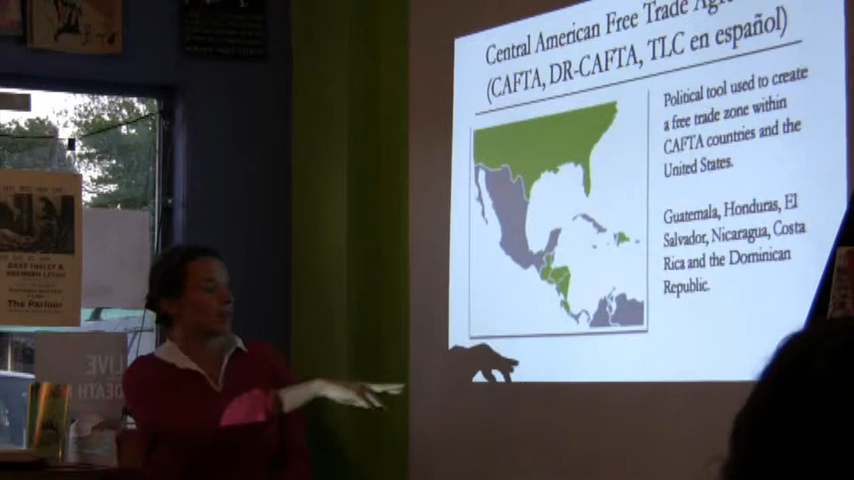 Central American Free Trade
(CAFTA, DR-CAFTA, TLC en español)
Political tool used to create
a free trade zone within
CAFTA countries and the
United States.
Guatemala, Honduras, El
Salvador, Nicaragua, Costa
Rica and the Dominican
Republic.
The Parlour
LIVE
DEATH